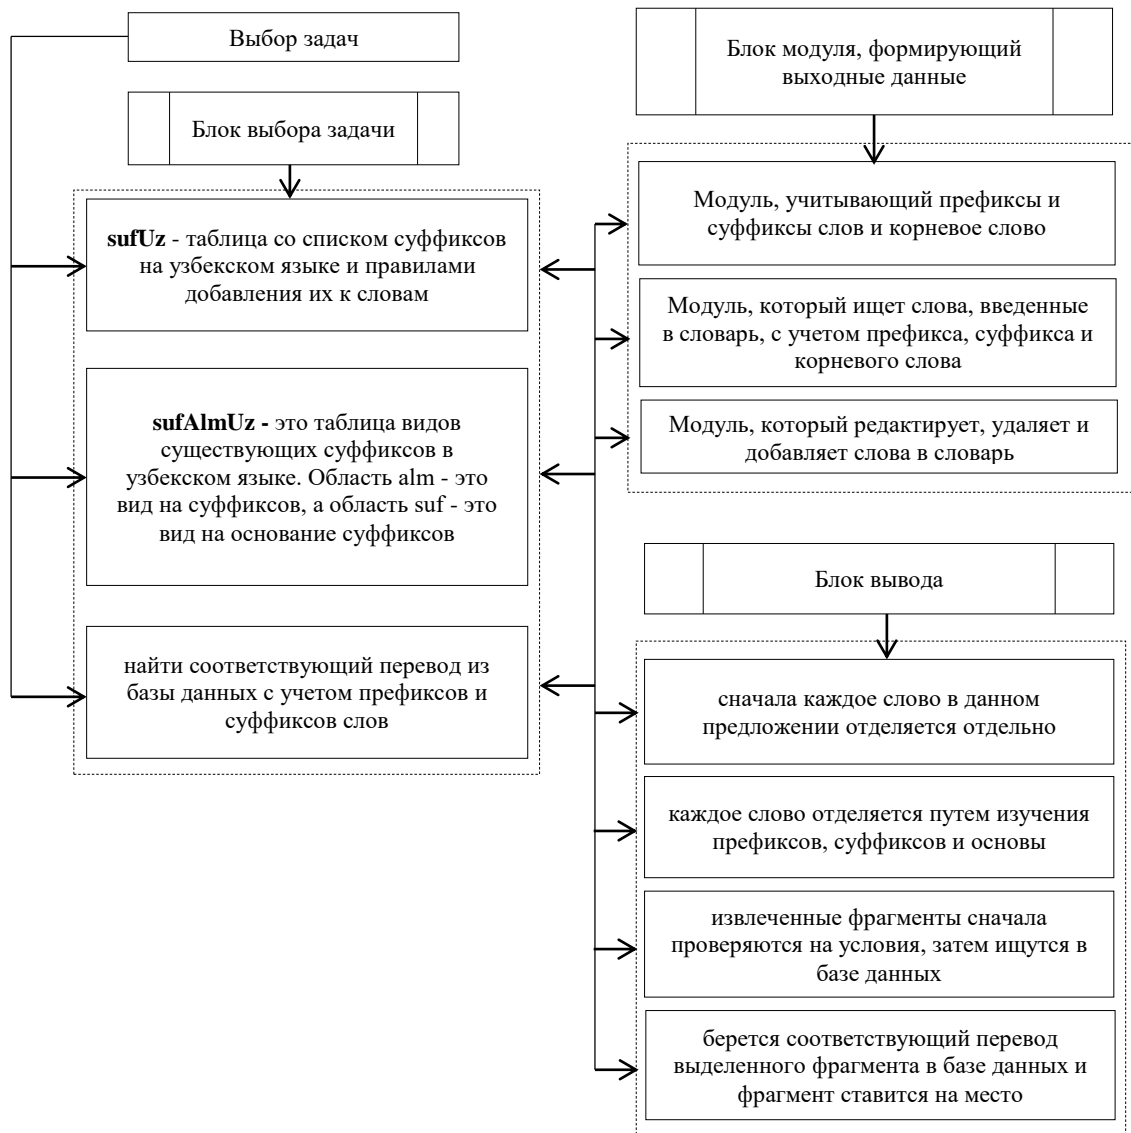 Выбор задач
Блок выбора задачи
sufUz - таблица со списком суффиксов
на узбекском языке и правилами
добавления их к словам
sufAlmUz - это таблица видов
существующих суффиксов в
узбекском языке. Область alm - это
вид на суффиксов, а область suf - это
вид на основание суффиксов
найти соответствующий перевод из
базы данных с учетом префиксов и
суффиксов слов
Блок модуля, формирующий
выходные данные
Модуль, учитывающий префиксы и
суффиксы слов и корневое слово
Модуль, который ищет слова, введенные
в словарь, с учетом префикса, суффикса и
корневого слова
Модуль, который редактирует, удаляет и
добавляет слова в словарь
Блок вывода
сначала каждое слово в данном
предложении отделяется отдельно
каждое слово отделяется путем изучения
префиксов, суффиксов и основы
извлеченные фрагменты сначала
проверяются на условия, затем ищутся в
базе данных
берется соответствующий перевод
выделенного фрагмента в базе данных и
фрагмент ставится на место